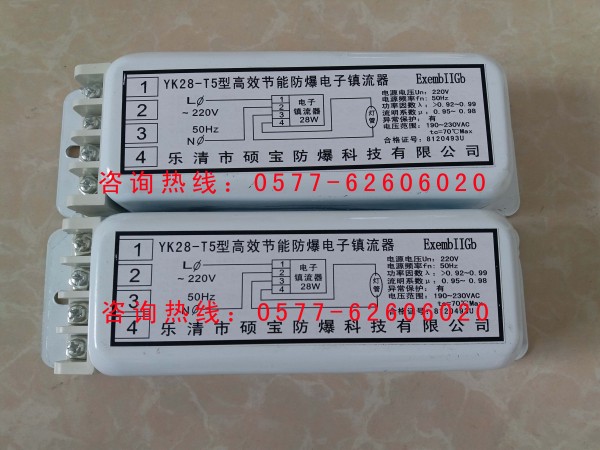 1
2
3
4
YK28-T5型高效节能防爆电子镇流器 ExembIIGb
L
~220V
50Hz
N
1
2
3
4
电子
镇流器
28W
灯管
电源电压Un: 220V
电源频率fn: 50Hz
功率因数λ: >0.92~0.99
流明系数μ: 0.95~0.98
异常保护: 有
电压范围: 190~230VAC
tc=70℃Max
合格证号: 8120493U
乐清市硕宝防爆科技有限公司
咨询热线：0577-62606020
1
2
3
4
YK28-T5型高效节能防爆电子镇流器 ExembIIGb
L
~220V
50Hz
N
1
2
3
4
电子
镇流器
28W
灯管
电源电压Un: 220V
电源频率fn: 50Hz
功率因数λ: >0.92~0.99
流明系数μ: 0.95~0.98
异常保护: 有
电压范围: 190~230VAC
tc=70℃Max
合格证号: 8120493U
乐清市硕宝防爆科技有限公司
咨询热线：0577-62606020